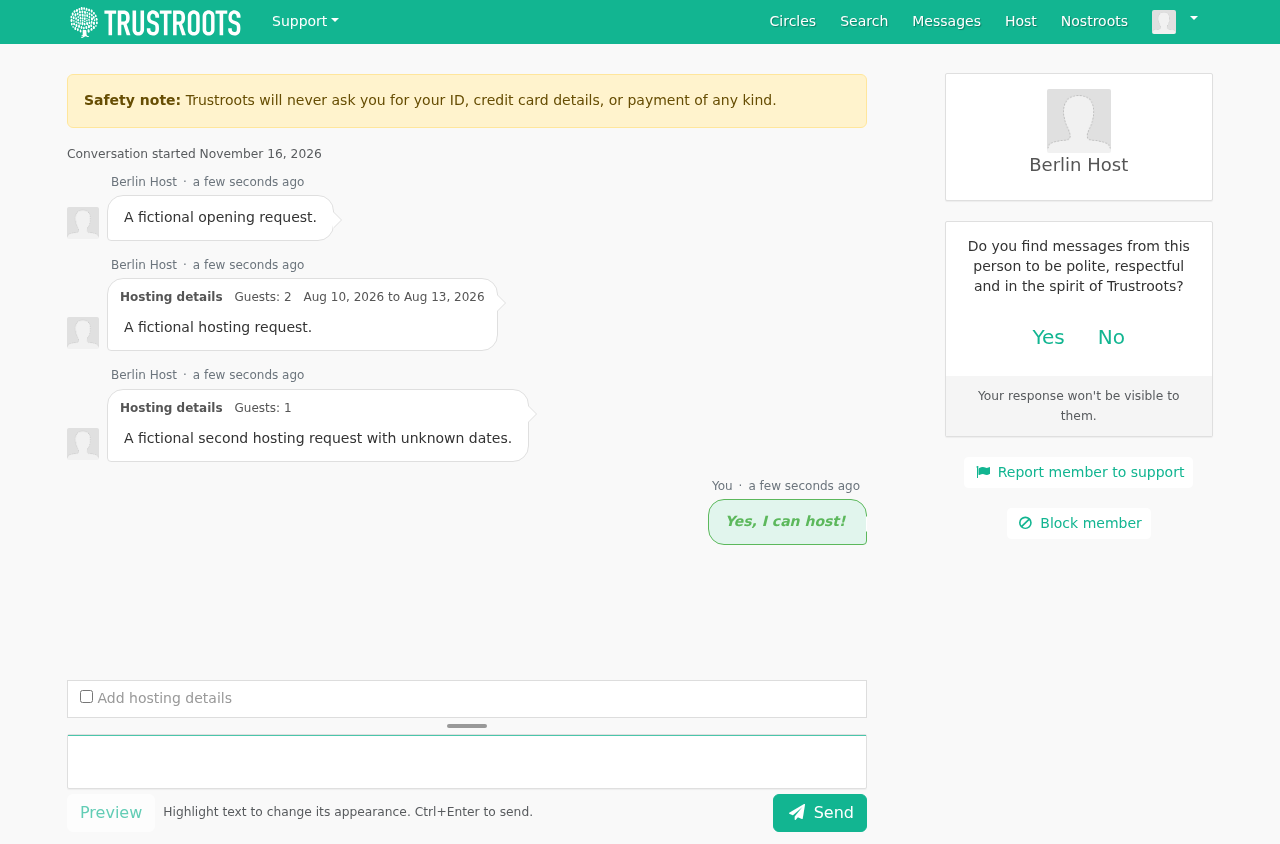 TRUSTROOTS
Support
Circles
Search
Messages
Host
Nostroots
Safety note: Trustroots will never ask you for your ID, credit card details, or payment of any kind.
Conversation started November 16, 2026
Berlin Host · a few seconds ago
A fictional opening request.
Berlin Host · a few seconds ago
Hosting details Guests: 2 Aug 10, 2026 to Aug 13, 2026
A fictional hosting request.
Berlin Host · a few seconds ago
Hosting details Guests: 1
A fictional second hosting request with unknown dates.
You · a few seconds ago
Yes, I can host!
Add hosting details
Preview
Highlight text to change its appearance. Ctrl+Enter to send.
Send
Berlin Host
Do you find messages from this
person to be polite, respectful
and in the spirit of Trustroots?
Yes
No
Your response won't be visible to
them.
Report member to support
Block member